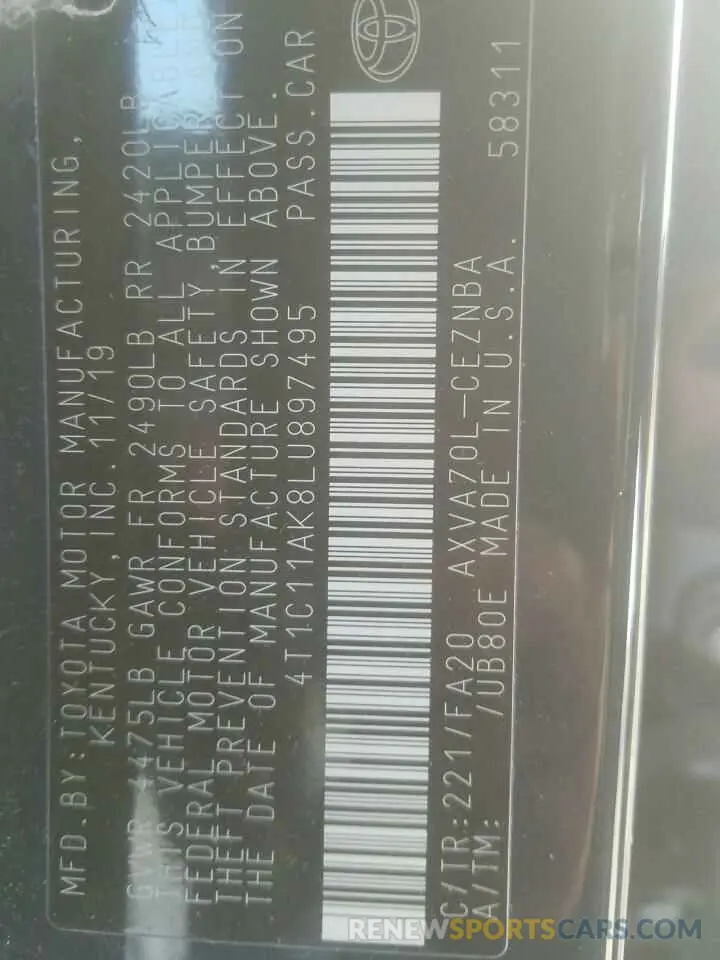 MFD.BY:TOYOTA MOTOR MANUFACTURING,
KENTUCKY,INC.11/19
GVWR 4475LB GAWR FR 2490LB RR 2420LB
THIS VEHICLE CONFORMS TO ALL APPLICABLE
FEDERAL MOTOR VEHICLE SAFETY,BUMPER AND
THEFT PREVENTION STANDARDS IN EFFECT ON
THE DATE OF MANUFACTURE SHOWN ABOVE.
4T1C11AK8LU897495 PASS.CAR
C/TR:221/FA20 AXVA70L-CEZNBA
A/TM: /UB80E MADE IN U.S.A. 58311
RENEWSPORTSCARS.COM